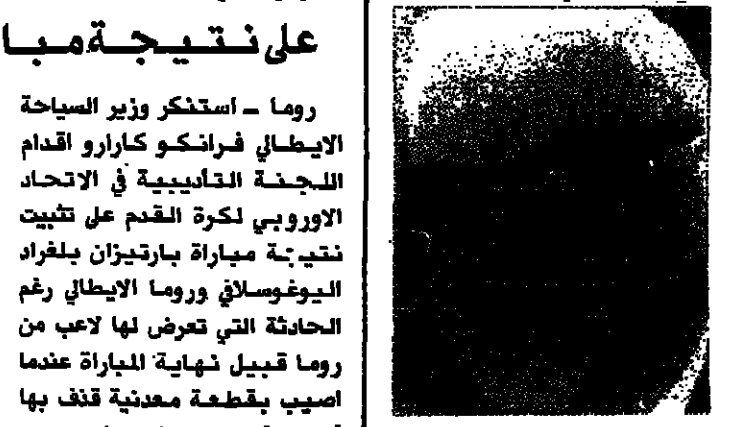 على نتيجة مبا
روما ـ استنكر وزير السياحة
الايطالي فرانكو كارارو اقدام
اللجنة التأديبية في الاتحاد
الاوروبي لكرة القدم على تثبيت
نتيجة مباراة بارتيزان بلغراد
اليوغوسلافي وروما الايطالي رغم
الحادثة التي تعرض لها لاعب من
روما قبيل نهاية المباراة عندما
اصيب بقطعة معدنية قذف بها